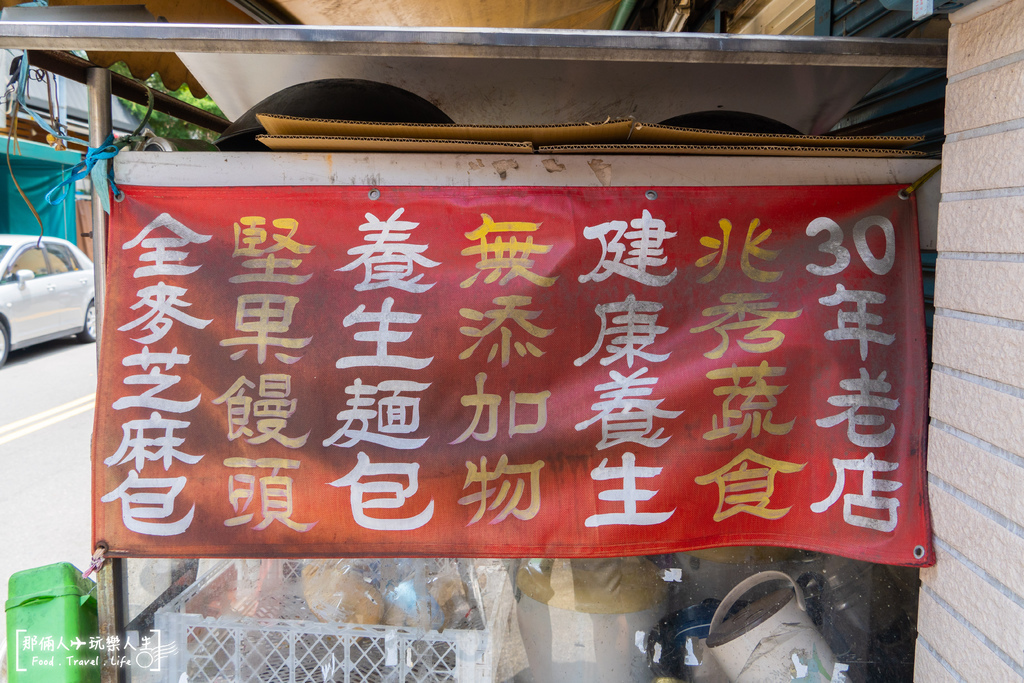 30年老店
兆秀蔬食
健康養生
無添加物
養生麵包
堅果饅頭
全麥芝麻包
那倆人玩樂人生
Food . Travel . Life